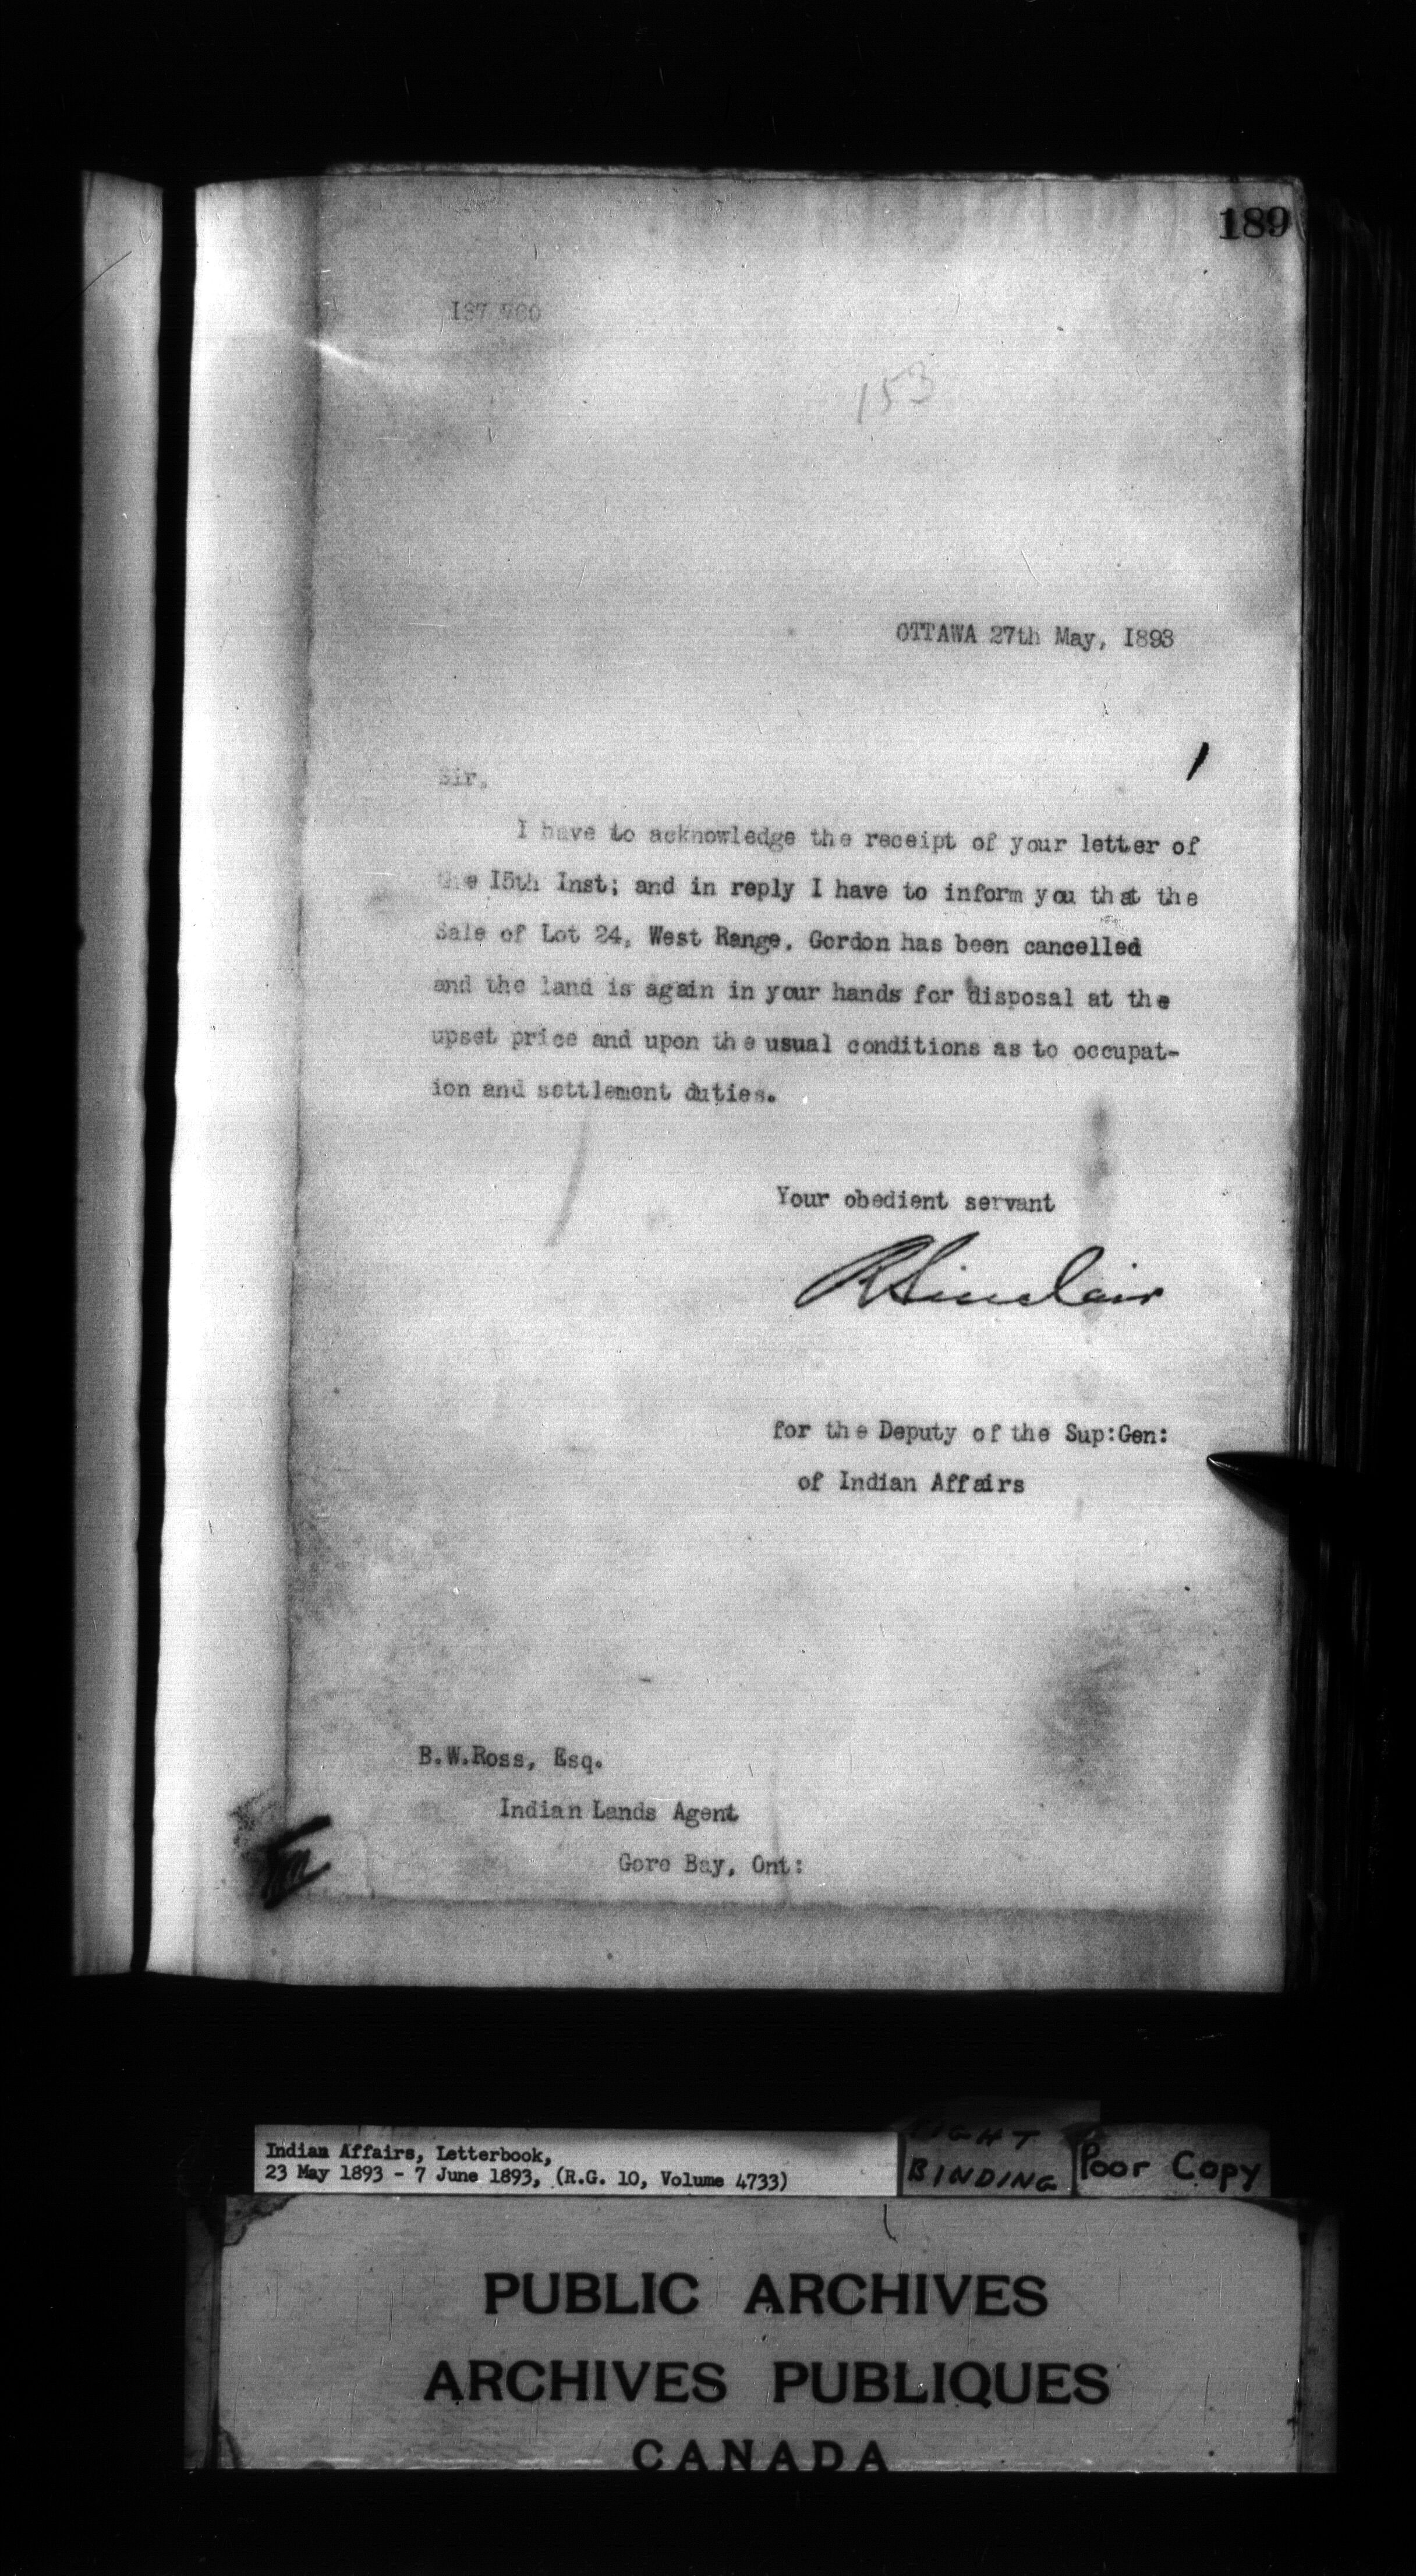 189
153
OTTAWA 27th May, I893
Sir,
I have to acknowledge the receipt of your letter of
the I5th Inst; and in reply I have to inform you that the
Sale of Lot 24, West Range, Gordon has been cancelled
and the land is again in your hands for disposal at the
upset price and upon the usual conditions as to occupat-
ion and settlement duties.
Your obedient servant
RSinclair
for the Deputy of the Sup:Gen:
of Indian Affairs
B.W.Ross, Esq.
Indian Lands Agent
Gore Bay, Ont:
Indian Affairs, Letterbook,
23 May 1893 - 7 June 1893, (R.G. 10, Volume 4733)
TIGHT
BINDING
Poor Copy
PUBLIC ARCHIVES
ARCHIVES PUBLIQUES
CANADA